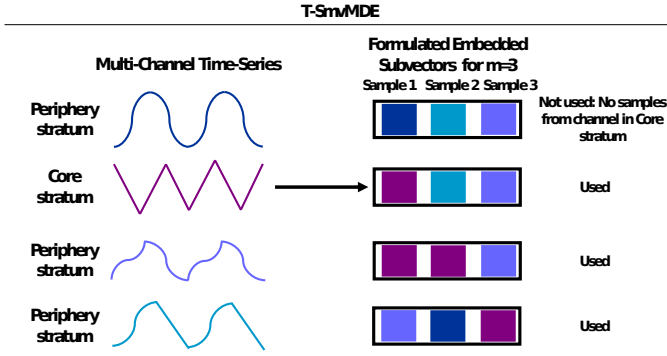 T-SmvMDE
Multi-Channel Time-Series
Formulated Embedded
Subvectors for m=3
Sample 1 Sample 2 Sample 3
Periphery
stratum
Not used: No samples
from channel in Core
stratum
Core
stratum
Used
Periphery
stratum
Used
Periphery
stratum
Used